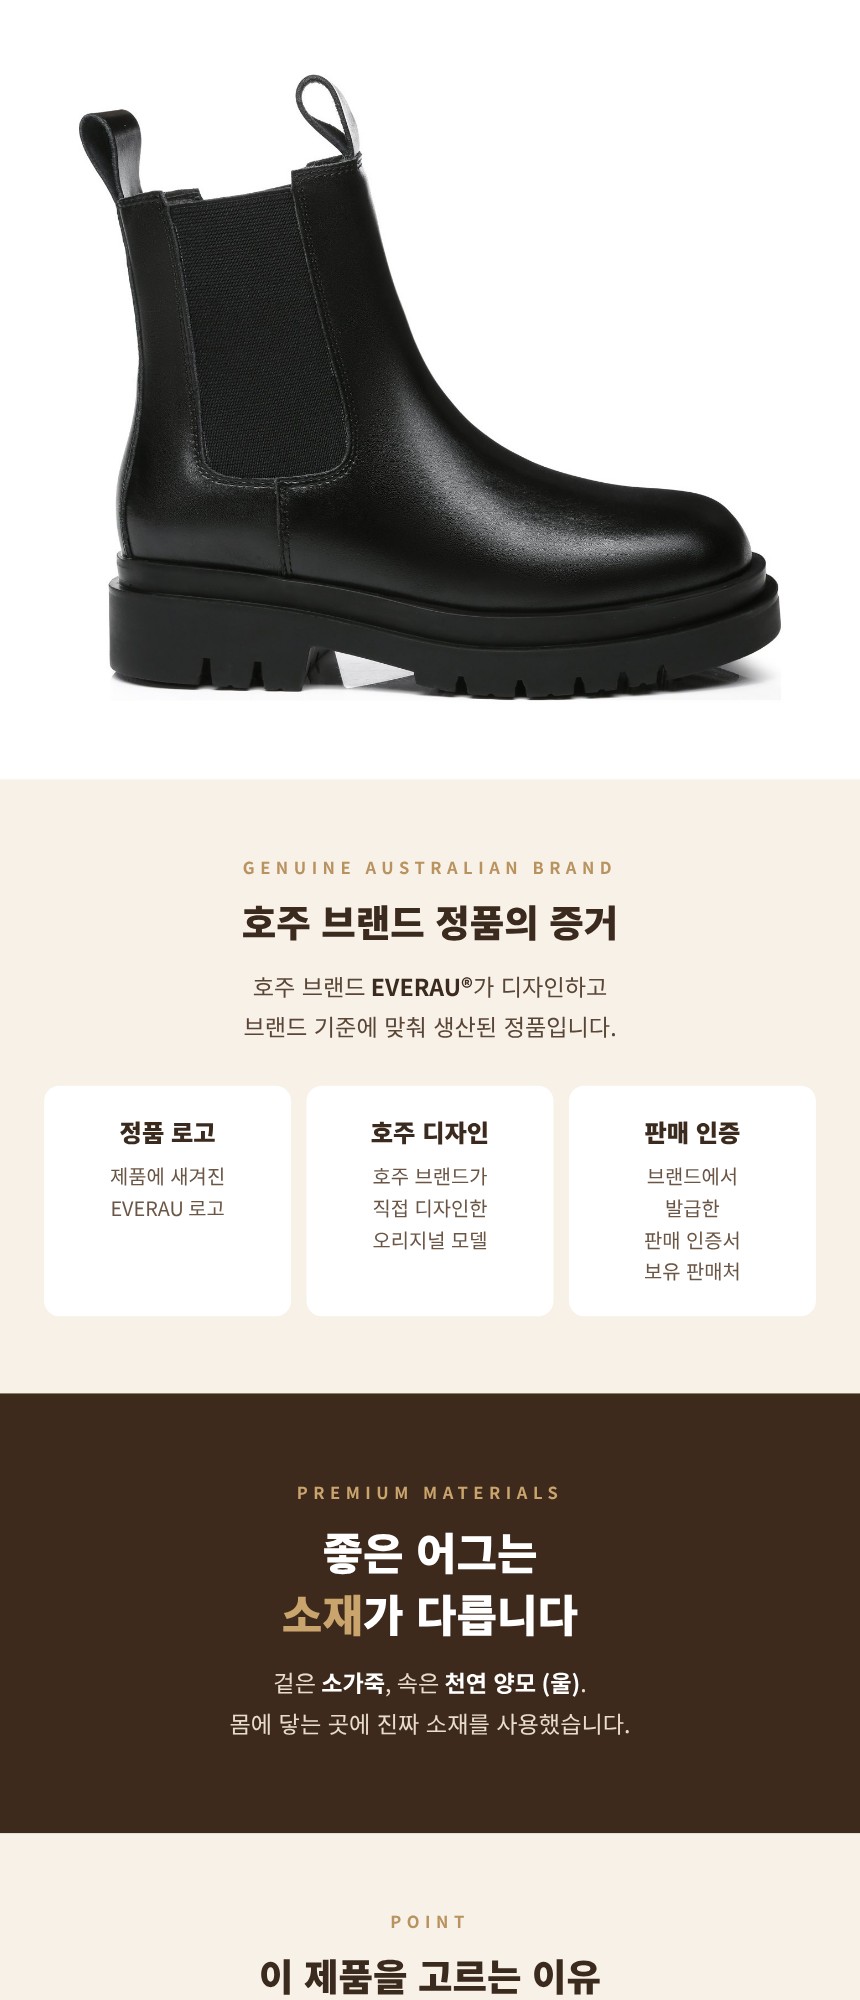 GENUINE AUSTRALIAN BRAND
호주 브랜드 정품의 증거
호주 브랜드 EVERAU®가 디자인하고
브랜드 기준에 맞춰 생산된 정품입니다.
정품 로고
제품에 새겨진
EVERAU 로고
호주 디자인
호주 브랜드가
직접 디자인한
오리지널 모델
판매 인증
브랜드에서
발급한
판매 인증서
보유 판매처
PREMIUM MATERIALS
좋은 어그는
소재가 다릅니다
겉은 소가죽, 속은 천연 양모 (울).
몸에 닿는 곳에 진짜 소재를 사용했습니다.
POINT
이 제품을 고르는 이유